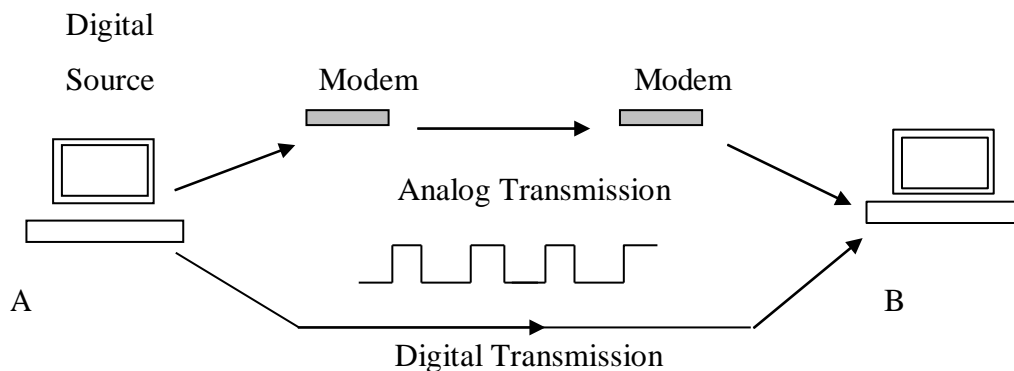 Digital
Source
Modem
Modem
Analog Transmission
A
B
Digital Transmission